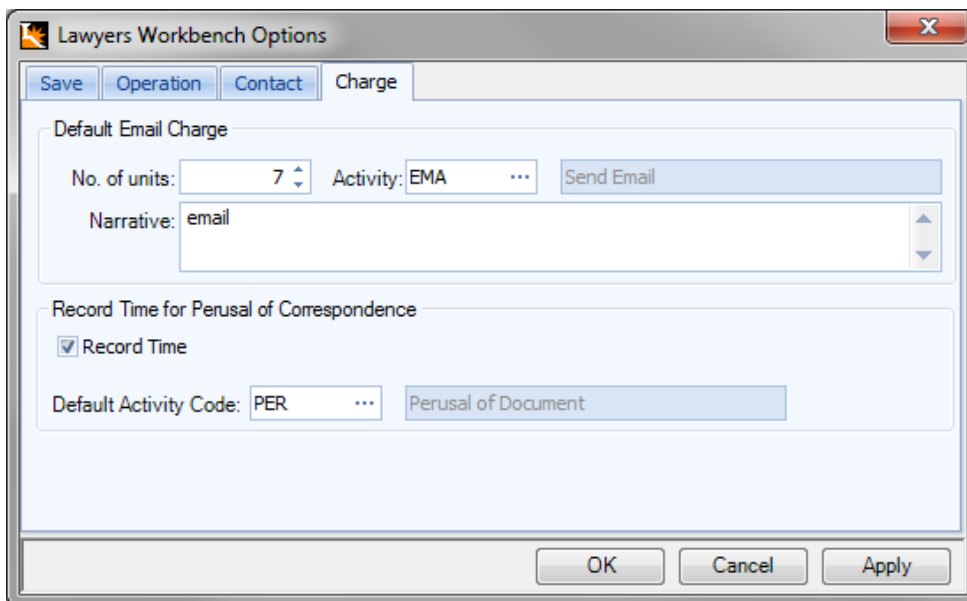 Lawyers Workbench Options
Save Operation Contact Charge
Default Email Charge
No. of units: 7 Activity: EMA ... Send Email
Narrative: email
Record Time for Perusal of Correspondence
Record Time
Default Activity Code: PER ... Perusal of Document
OK Cancel Apply